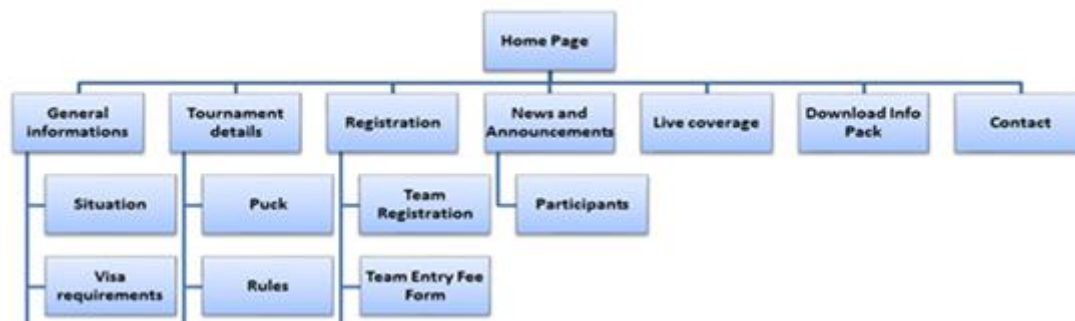 Home Page
General
informations
Tournament
details
Registration
News and
Announcements
Live coverage
Download Info
Pack
Contact
Situation
Puck
Team
Registration
Participants
Visa
requirements
Rules
Team Entry Fee
Form